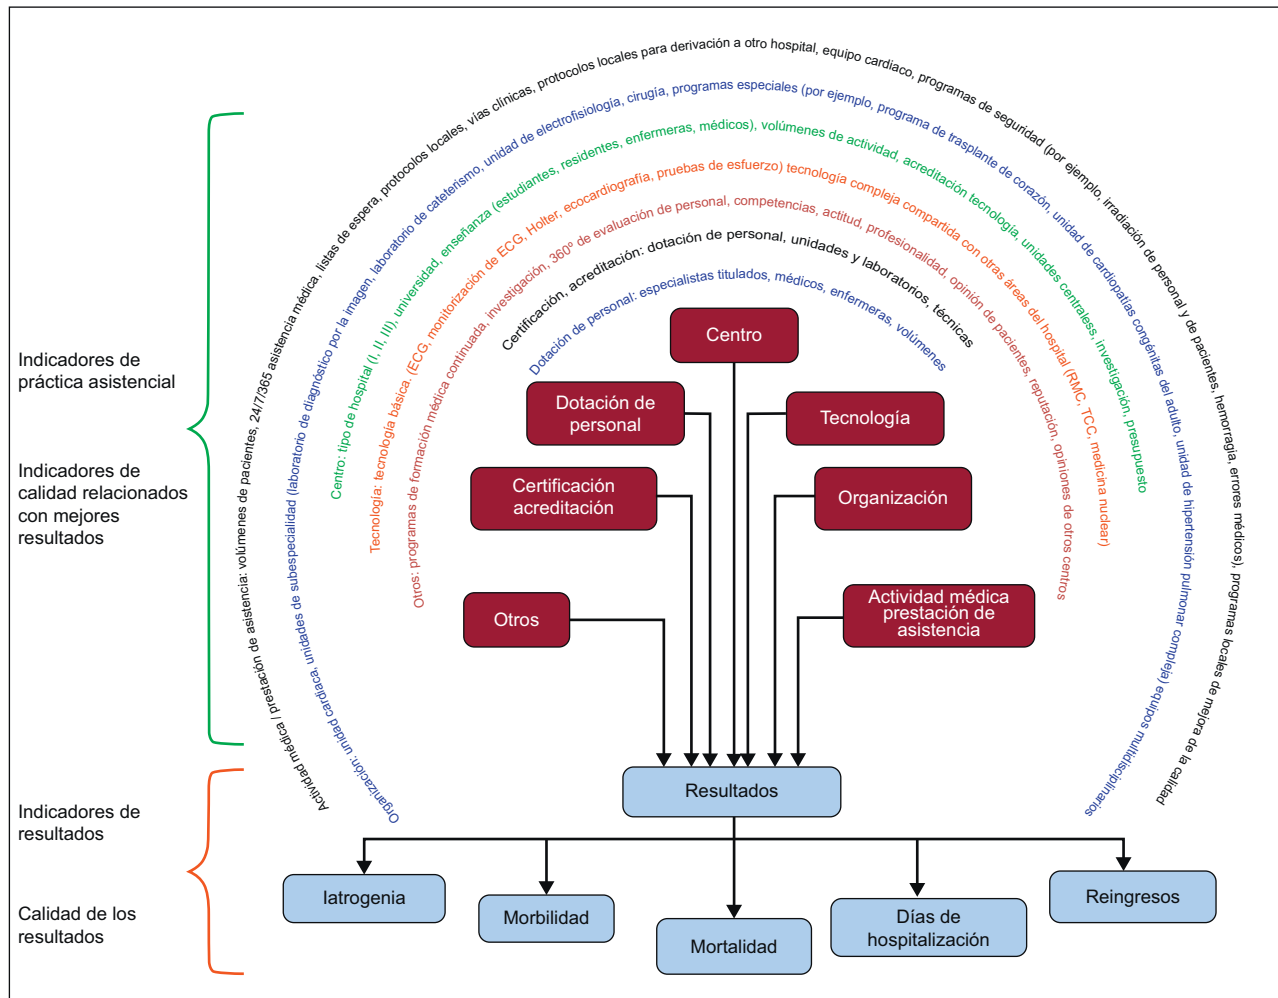 Actividad médica / prestación de asistencia: volúmenes de pacientes, 24/7/365 asistencia médica, listas de espera, protocolos locales, vías clínicas, protocolos locales para derivación a otro hospital, equipo cardiaco, programas de seguridad (por ejemplo, irradiación de personal y de pacientes, hemorragia, errores médicos), programas locales de mejora de la calidad
Organización: unidad cardiaca, unidades de subespecialidad (laboratorio de diagnóstico por la imagen, laboratorio de cateterismo, unidad de electrofisiología, cirugía, programas especiales (por ejemplo, programa de trasplante de corazón, unidad de cardiopatías congénitas del adulto, unidad de hipertensión pulmonar compleja) equipos multidisciplinarios
Centro: tipo de hospital (I, II, III), universidad, enseñanza (estudiantes, residentes, enfermeras, médicos), volúmenes de actividad, acreditación tecnología, unidades centraless, investigación, presupuesto
Tecnología: tecnología básica. (ECG, monitorización de ECG, Holter, ecocardiografía, pruebas de esfuerzo) tecnología compleja compartida con otras áreas del hospital (RMC, TCC, medicina nuclear)
Otros: programas de formación médica continuada, investigación, 360º de evaluación de personal, competencias, actitud, profesionalidad, opinión de pacientes, reputación, opiniones de otros centros
Certificación, acreditación: dotación de personal, unidades y laboratorios, técnicas
Dotación de personal: especialistas titulados, médicos, enfermeras, volúmenes
Indicadores de
práctica asistencial
Indicadores de
calidad relacionados
con mejores
resultados
Centro
Dotación de
personal
Tecnología
Certificación
acreditación
Organización
Otros
Actividad médica
prestación de
asistencia
Indicadores de
resultados
Calidad de los
resultados
Resultados
Iatrogenia
Morbilidad
Mortalidad
Días de
hospitalización
Reingresos